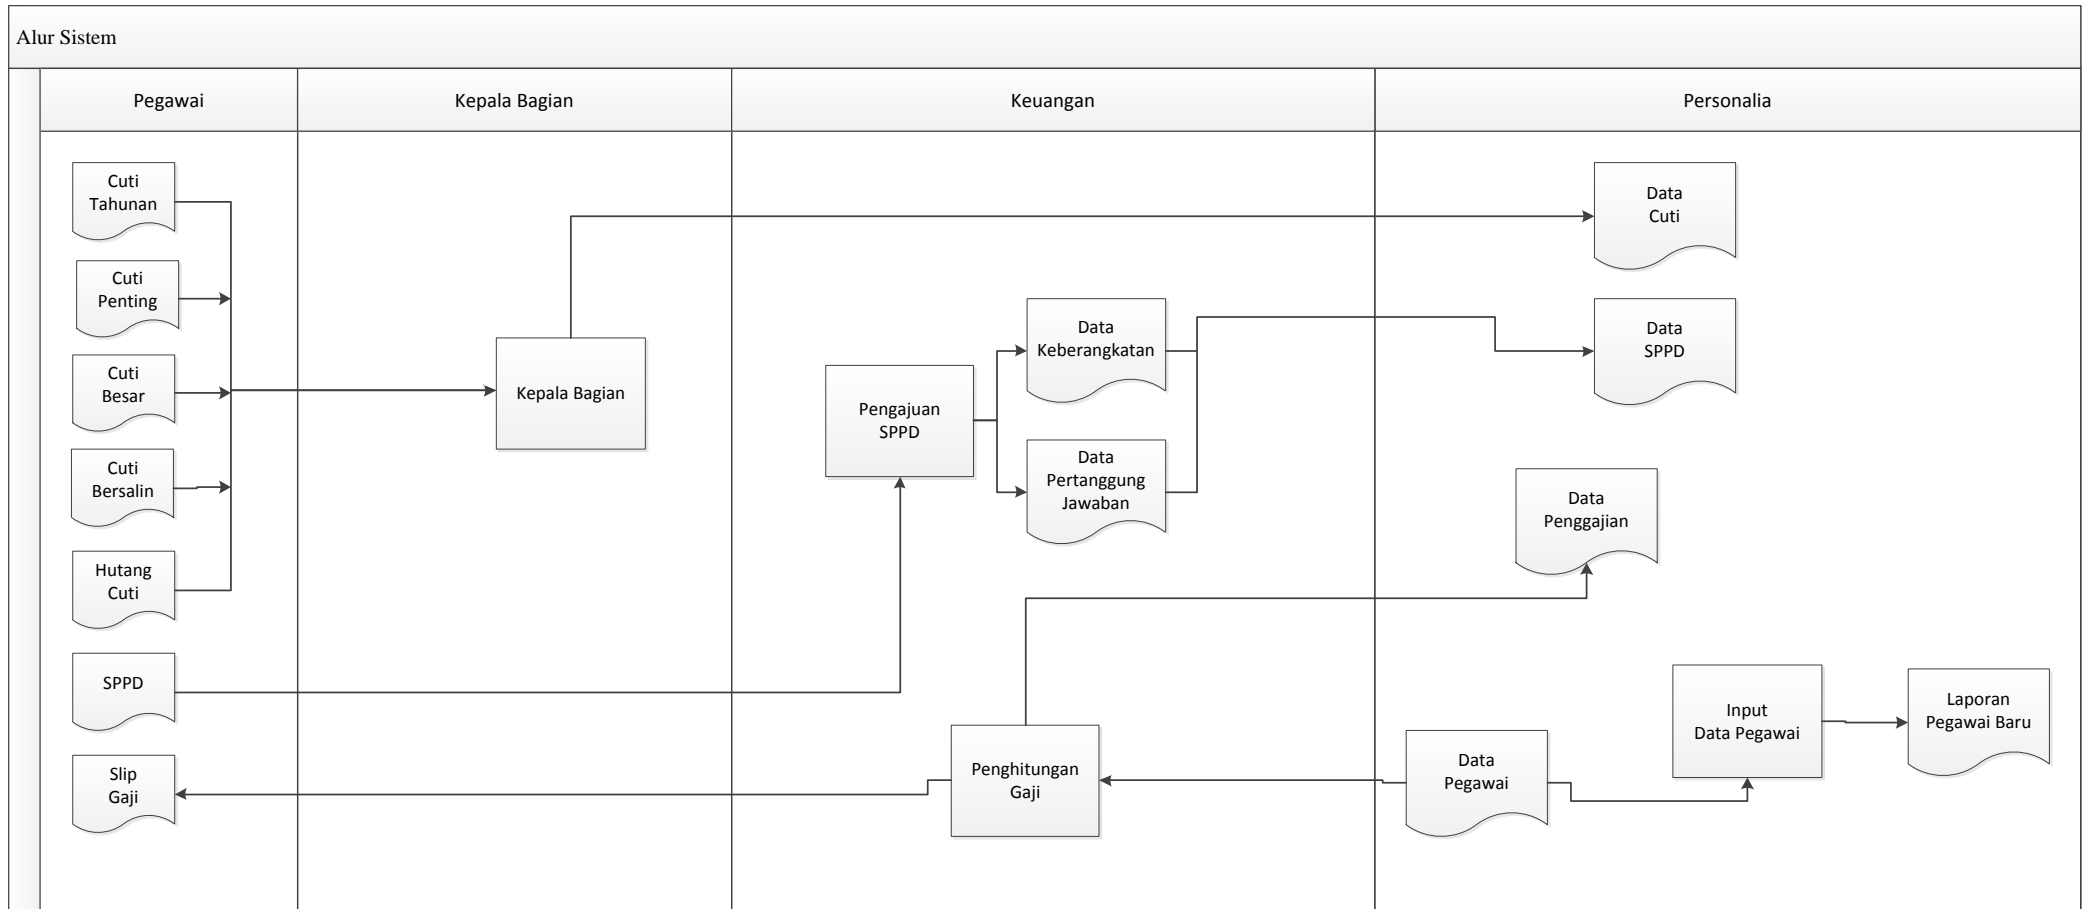 Alur Sistem
Pegawai
Kepala Bagian
Keuangan
Personalia
Cuti
Tahunan
Cuti
Penting
Cuti
Besar
Cuti
Bersalin
Hutang
Cuti
SPPD
Slip
Gaji
Kepala Bagian
Pengajuan
SPPD
Data
Keberangkatan
Data
Pertanggung
Jawaban
Penghitungan
Gaji
Data
Cuti
Data
SPPD
Data
Penggajian
Data
Pegawai
Input
Data Pegawai
Laporan
Pegawai Baru